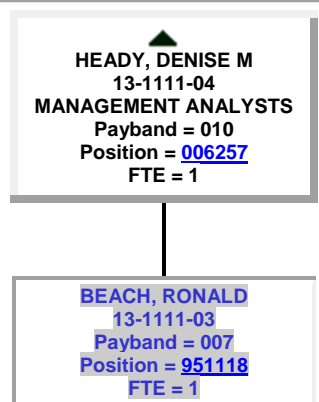 HEADY, DENISE M
13-1111-04
MANAGEMENT ANALYSTS
Payband = 010
Position = 006257
FTE = 1
BEACH, RONALD
13-1111-03
Payband = 007
Position = 951118
FTE = 1